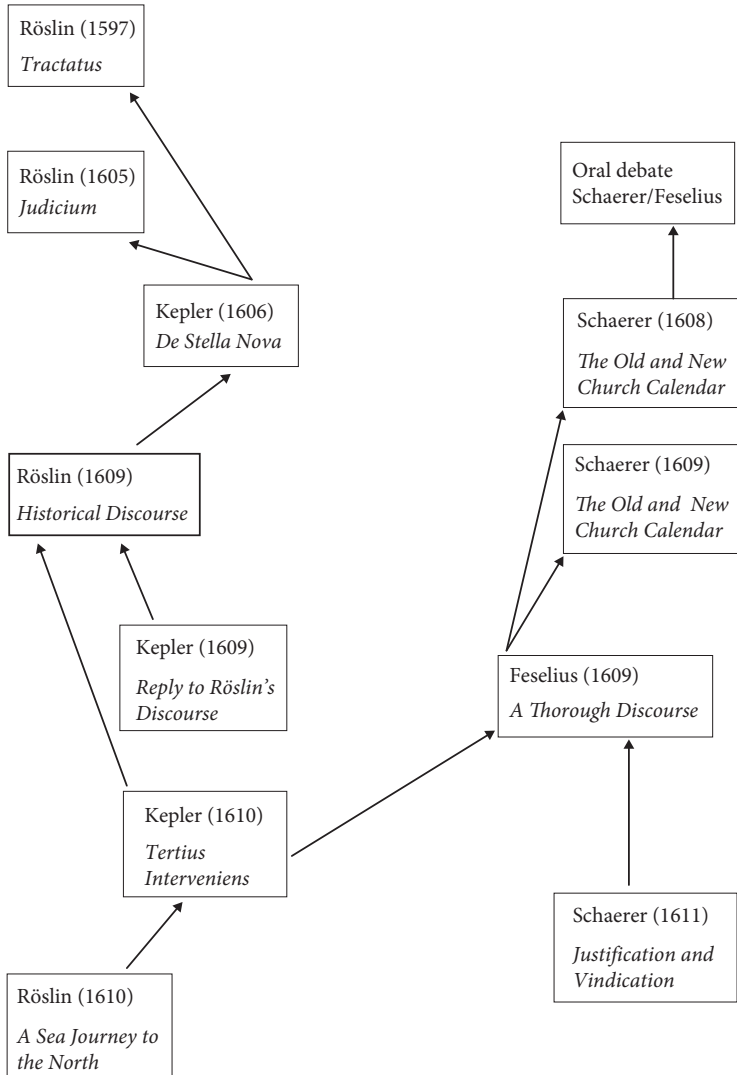 Röslin (1597)
Tractatus
Röslin (1605)
Judicium
Oral debate
Schaerer/Feselius
Kepler (1606)
De Stella Nova
Schaerer (1608)
The Old and New
Church Calendar
Röslin (1609)
Historical Discourse
Schaerer (1609)
The Old and New
Church Calendar
Kepler (1609)
Reply to Röslin's
Discourse
Feselius (1609)
A Thorough Discourse
Kepler (1610)
Tertius
Interveniens
Schaerer (1611)
Justification and
Vindication
Röslin (1610)
A Sea Journey to
the North